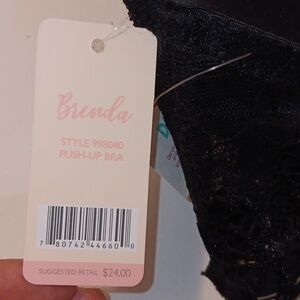 Brenda
STYLE 998040
PUSH-UP BRA
7 80742 44660 0
SUGGESTED RETAIL $24.00